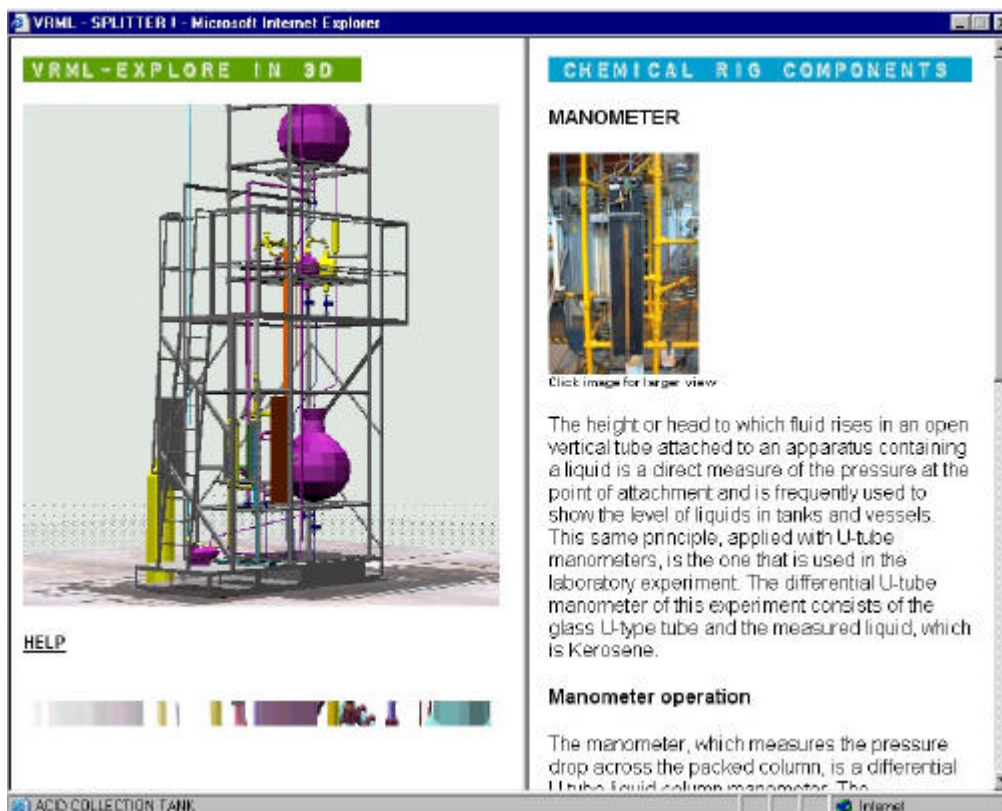 VRML - SPLITTER I - Microsoft Internet Explorer
VRML-EXPLORE IN 3D
HELP
CHEMICAL RIG COMPONENTS
MANOMETER
Click image for larger view
The height or head to which fluid rises in an open
vertical tube attached to an apparatus containing
a liquid is a direct measure of the pressure at the
point of attachment and is frequently used to
show the level of liquids in tanks and vessels.
This same principle, applied with U-tube
manometers, is the one that is used in the
laboratory experiment. The differential U-tube
manometer of this experiment consists of the
glass U-type tube and the measured liquid, which
is Kerosene.
Manometer operation
The manometer, which measures the pressure
drop across the packed column, is a differential
U-tube liquid column manometer. The
ACID COLLECTION TANK
Internet